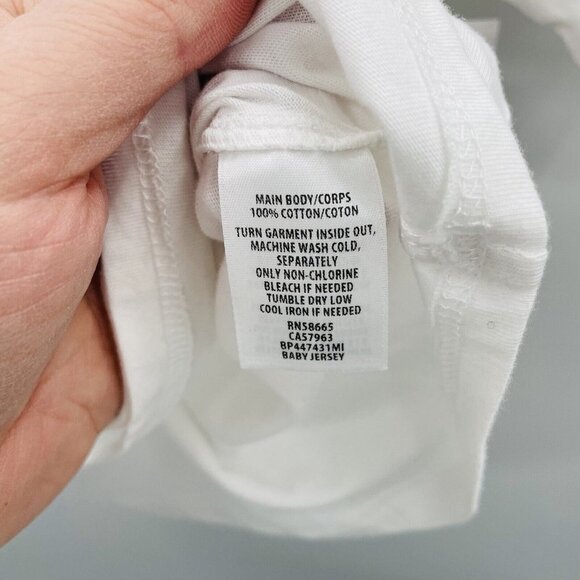 MAIN BODY/CORPS
100% COTTON/COTON
TURN GARMENT INSIDE OUT,
MACHINE WASH COLD,
SEPARATELY
ONLY NON-CHLORINE
BLEACH IF NEEDED
TUMBLE DRY LOW
COOL IRON IF NEEDED
RN58665
CA57963
BP447431MI
BABY JERSEY